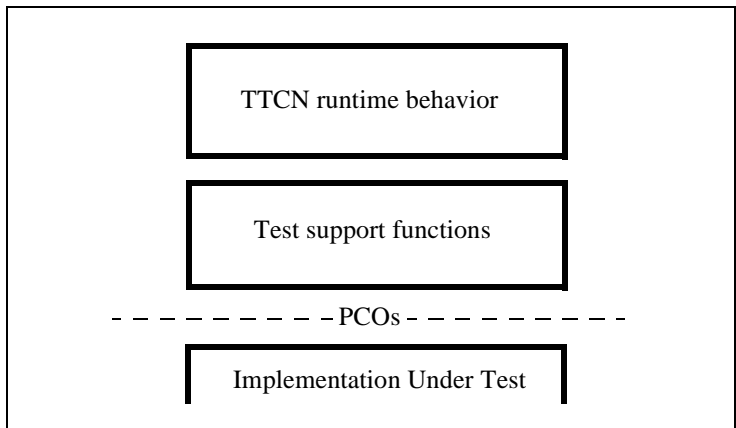 TTCN runtime behavior
Test support functions
PCOs
Implementation Under Test